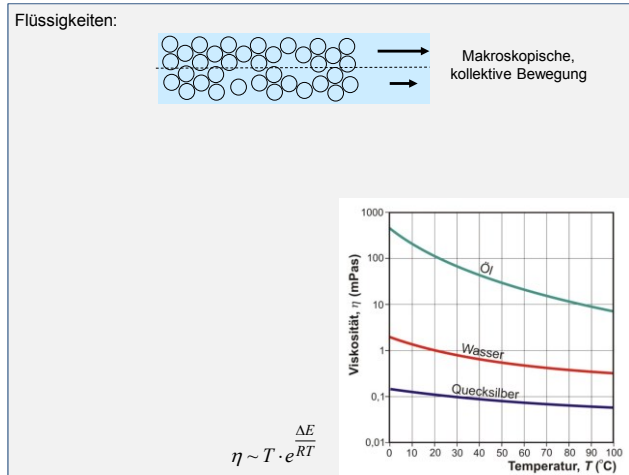 Flüssigkeiten:
Makroskopische,
kollektive Bewegung
η ~ T · e^(ΔE/RT)
Viskosität, η (mPas)
1000
100
10
1
0,1
0,01
Öl
Wasser
Quecksilber
0 10 20 30 40 50 60 70 80 90 100
Temperatur, T (°C)